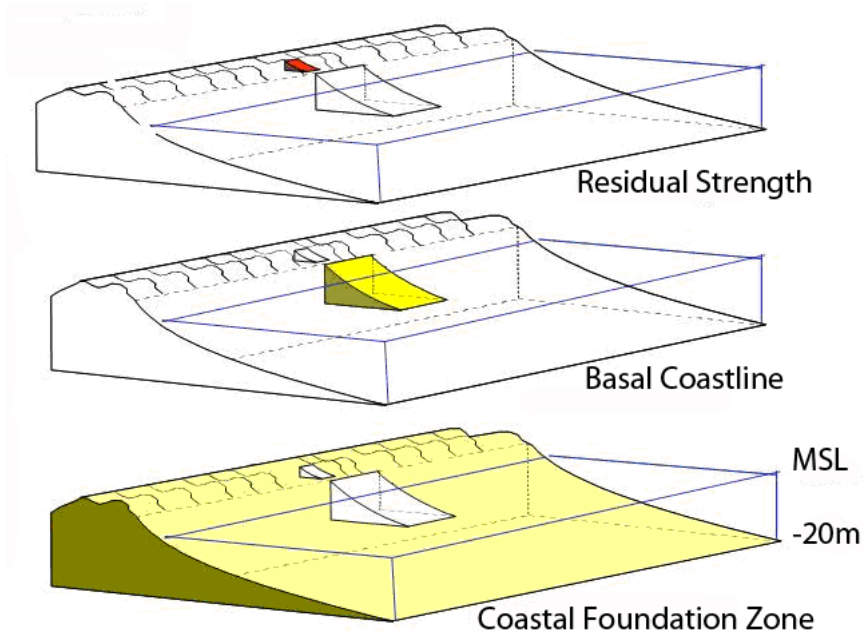 Residual Strength
Basal Coastline
MSL
-20m
Coastal Foundation Zone